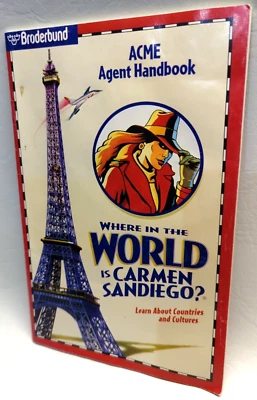 Broderbund
ACME
Agent Handbook
WHERE IN THE
WORLD
IS CARMEN
SANDIEGO?®
Learn About Countries
and Cultures